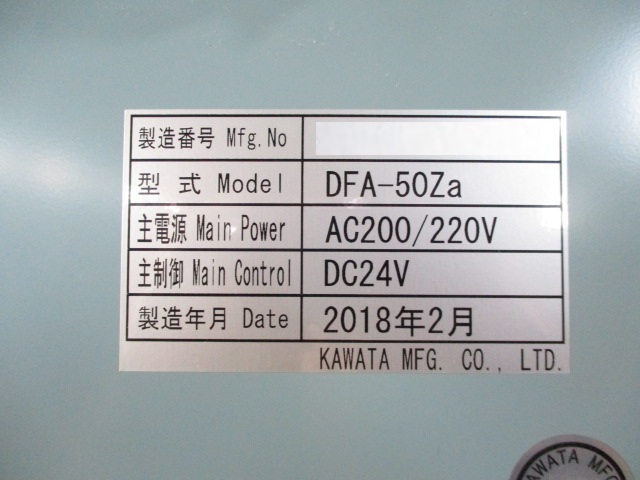 製造番号 Mfg.No
型式 Model DFA-50Za
主電源 Main Power AC200/220V
主制御 Main Control DC24V
製造年月 Date 2018年2月
KAWATA MFG. CO., LTD.
KAWATA MFG